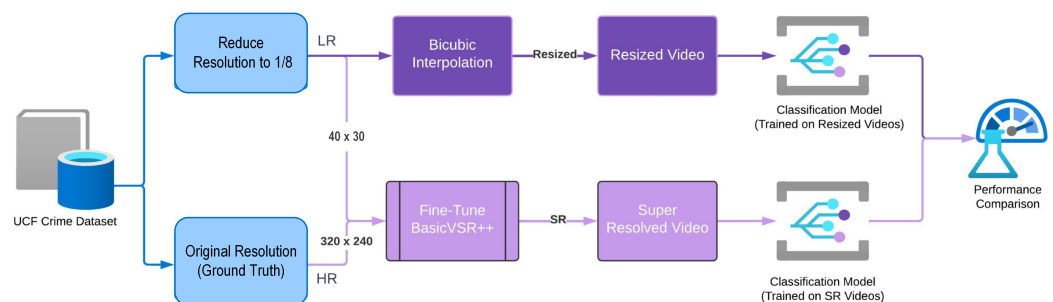 Reduce
Resolution to 1/8
LR
Bicubic
Interpolation
Resized
Resized Video
Classification Model
(Trained on Resized Videos)
40 x 30
UCF Crime Dataset
Performance
Comparison
Original Resolution
(Ground Truth)
320 x 240
HR
Fine-Tune
BasicVSR++
SR
Super
Resolved Video
Classification Model
(Trained on SR Videos)